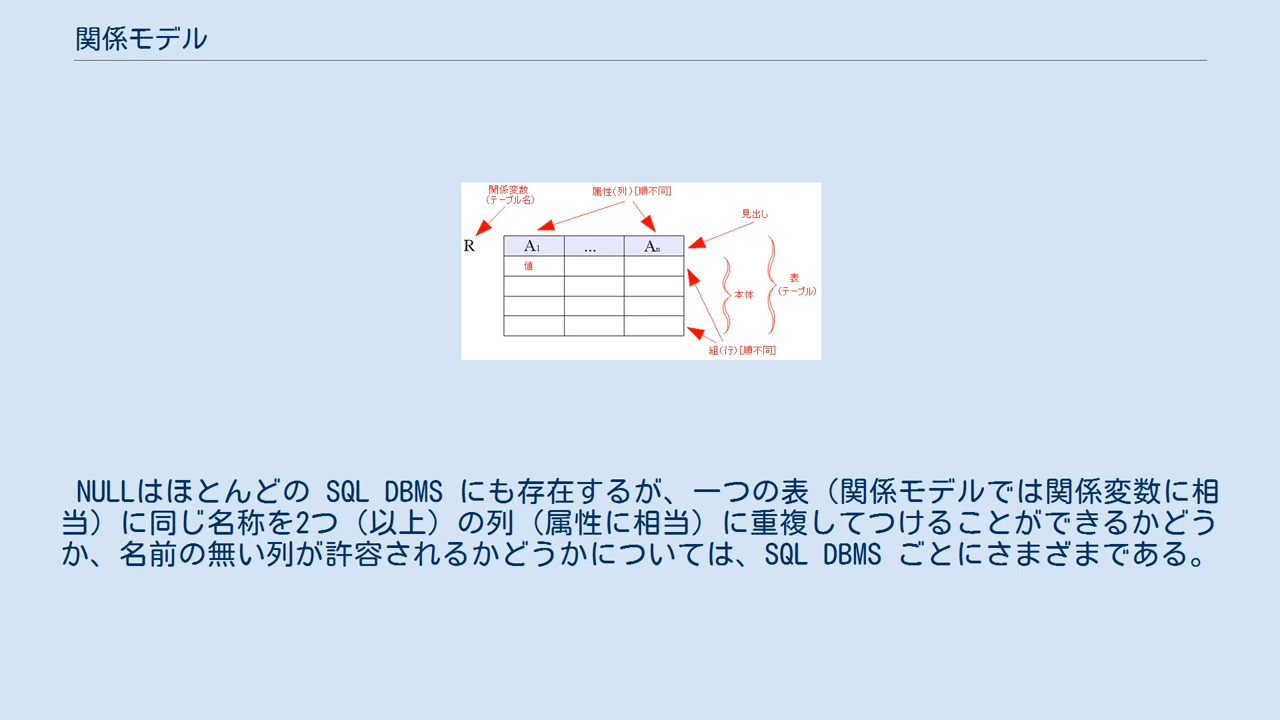 関係モデル
関係変数
(テーブル名)
属性(列)[順不同]
見出し
R
A1
...
An
値
本体
表
(テーブル)
組(行)[順不同]
NULLはほとんどの SQL DBMS にも存在するが、一つの表（関係モデルでは関係変数に相
当）に同じ名称を2つ（以上）の列（属性に相当）に重複してつけることができるかどう
か、名前の無い列が許容されるかどうかについては、SQL DBMS ごとにさまざまである。